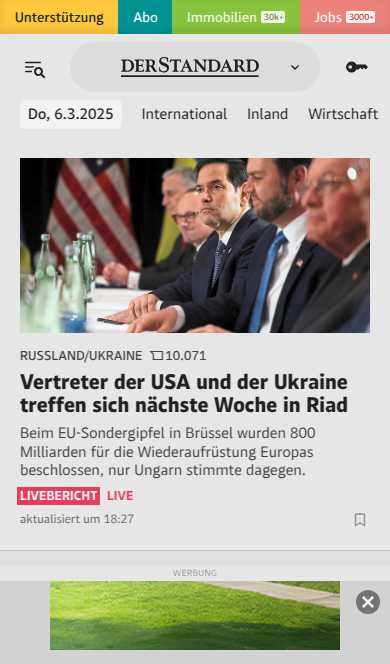 Unterstützung Abo Immobilien 30k+ Jobs 3000+
DERSTANDARD
Do, 6.3.2025 International Inland Wirtschaft
RUSSLAND/UKRAINE 10.071
Vertreter der USA und der Ukraine
treffen sich nächste Woche in Riad
Beim EU-Sondergipfel in Brüssel wurden 800
Milliarden für die Wiederaufrüstung Europas
beschlossen, nur Ungarn stimmte dagegen.
LIVEBERICHT LIVE
aktualisiert um 18:27
WERBUNG